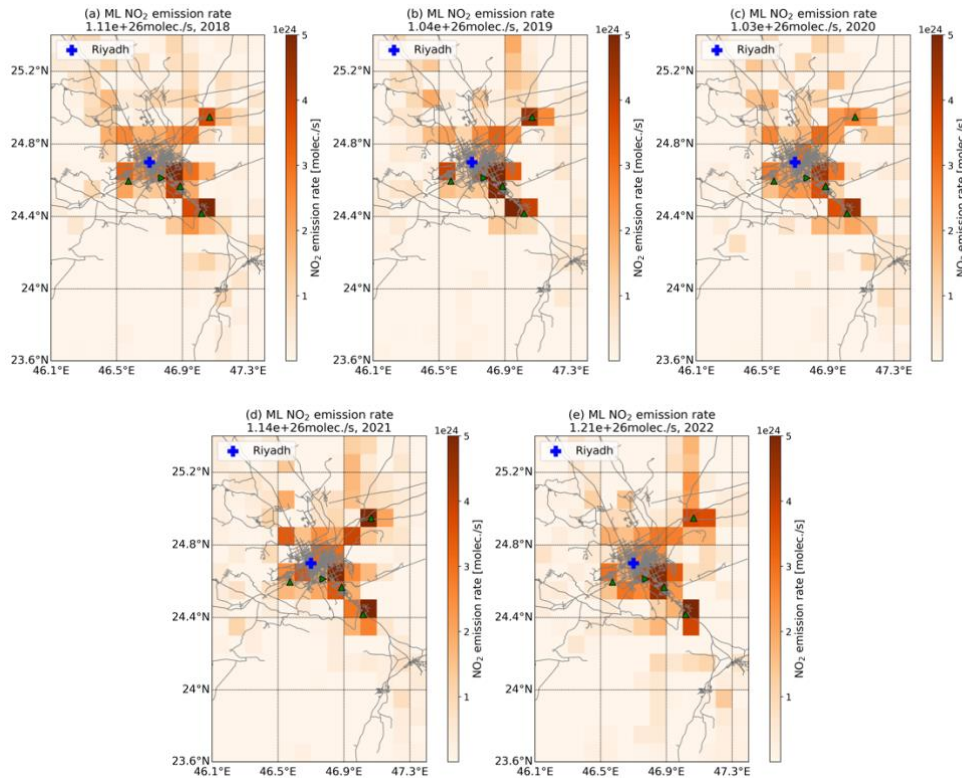 (a) ML NO₂ emission rate
1.11e+26molec./s, 2018
1e24
Riyadh
25.2°N
24.8°N
24.4°N
24°N
23.6°N
46.1°E 46.5°E 46.9°E 47.3°E
5
4
3
2
1
NO₂ emission rate [molec./s]
(b) ML NO₂ emission rate
1.04e+26molec./s, 2019
1e24
Riyadh
25.2°N
24.8°N
24.4°N
24°N
23.6°N
46.1°E 46.5°E 46.9°E 47.3°E
5
4
3
2
1
NO₂ emission rate [molec./s]
(c) ML NO₂ emission rate
1.03e+26molec./s, 2020
1e24
Riyadh
25.2°N
24.8°N
24.4°N
24°N
23.6°N
46.1°E 46.5°E 46.9°E 47.3°E
5
4
3
2
1
NO₂ emission rate [molec./s]
(d) ML NO₂ emission rate
1.14e+26molec./s, 2021
1e24
Riyadh
25.2°N
24.8°N
24.4°N
24°N
23.6°N
46.1°E 46.5°E 46.9°E 47.3°E
5
4
3
2
1
NO₂ emission rate [molec./s]
(e) ML NO₂ emission rate
1.21e+26molec./s, 2022
1e24
Riyadh
25.2°N
24.8°N
24.4°N
24°N
23.6°N
46.1°E 46.5°E 46.9°E 47.3°E
5
4
3
2
1
NO₂ emission rate [molec./s]